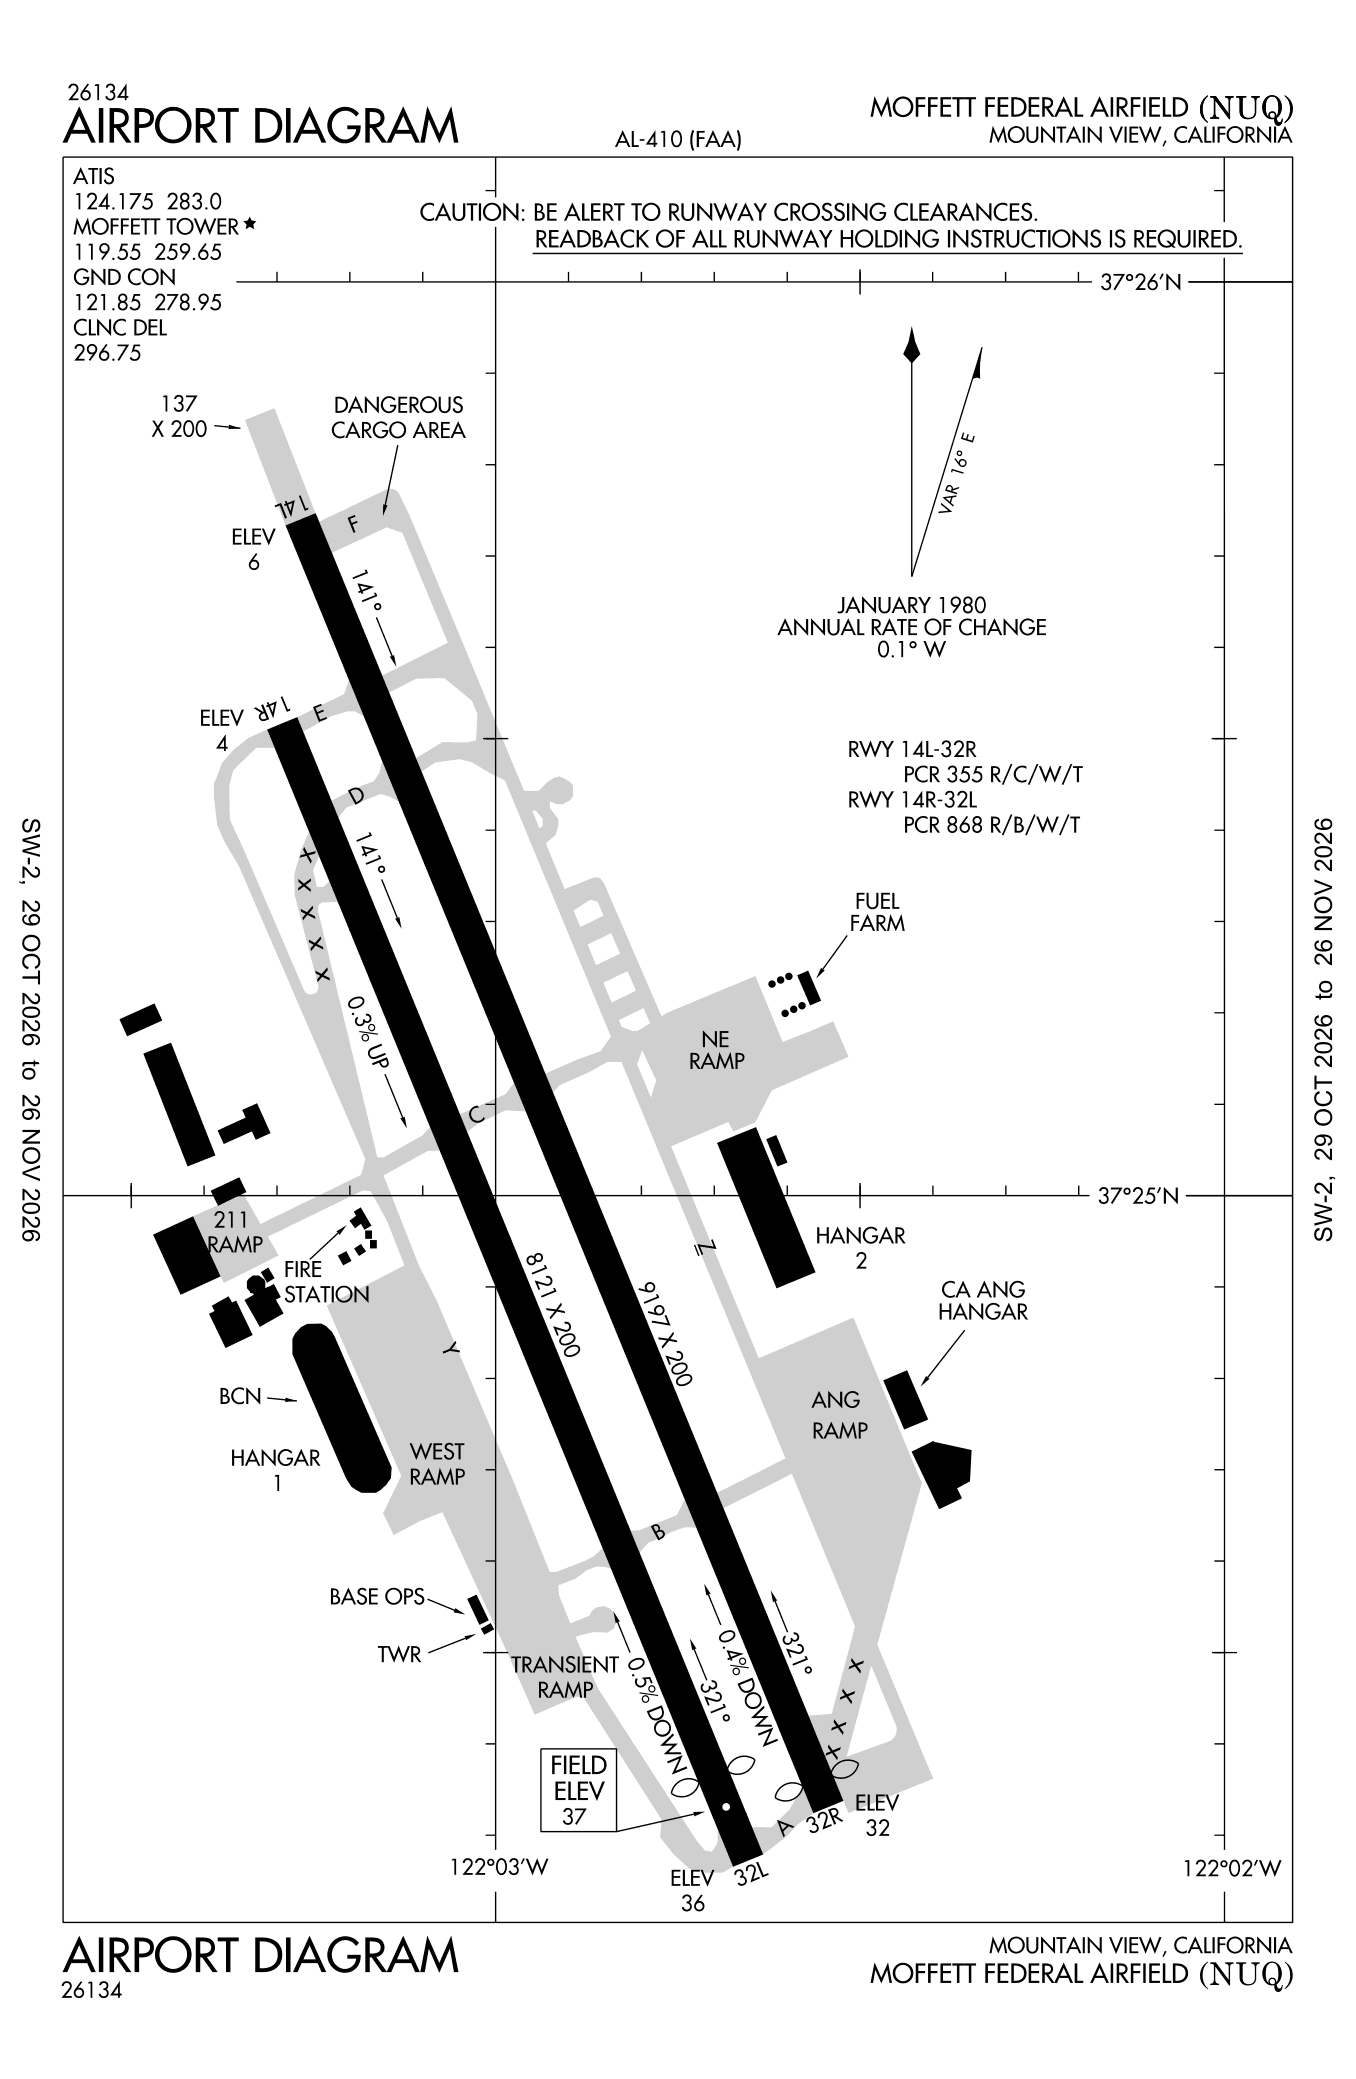 26134
AIRPORT DIAGRAM
AL-410 (FAA)
MOFFETT FEDERAL AIRFIELD (NUQ)
MOUNTAIN VIEW, CALIFORNIA
ATIS
124.175 283.0
MOFFETT TOWER★
119.55 259.65
GND CON
121.85 278.95
CLNC DEL
296.75
CAUTION: BE ALERT TO RUNWAY CROSSING CLEARANCES.
READBACK OF ALL RUNWAY HOLDING INSTRUCTIONS IS REQUIRED.
37°26'N
VAR 16° E
JANUARY 1980
ANNUAL RATE OF CHANGE
0.1° W
137
X 200
DANGEROUS
CARGO AREA
14L
F
ELEV
6
141°
14R
E
ELEV
4
D
141°
RWY 14L-32R
PCR 355 R/C/W/T
RWY 14R-32L
PCR 868 R/B/W/T
X
X
X
X
X
FUEL
FARM
0.3% UP
NE
RAMP
C
37°25'N
211
RAMP
FIRE
STATION
Z
HANGAR
2
8121 X 200
9197 X 200
CA ANG
HANGAR
Y
BCN
HANGAR
1
WEST
RAMP
ANG
RAMP
B
BASE OPS
TWR
TRANSIENT
RAMP
0.5% DOWN
321°
0.4% DOWN
321°
X
X
X
X
FIELD
ELEV
37
A
32R
ELEV
32
32L
ELEV
36
122°03'W
122°02'W
SW-2, 29 OCT 2026 to 26 NOV 2026
SW-2, 29 OCT 2026 to 26 NOV 2026
AIRPORT DIAGRAM
26134
MOUNTAIN VIEW, CALIFORNIA
MOFFETT FEDERAL AIRFIELD (NUQ)